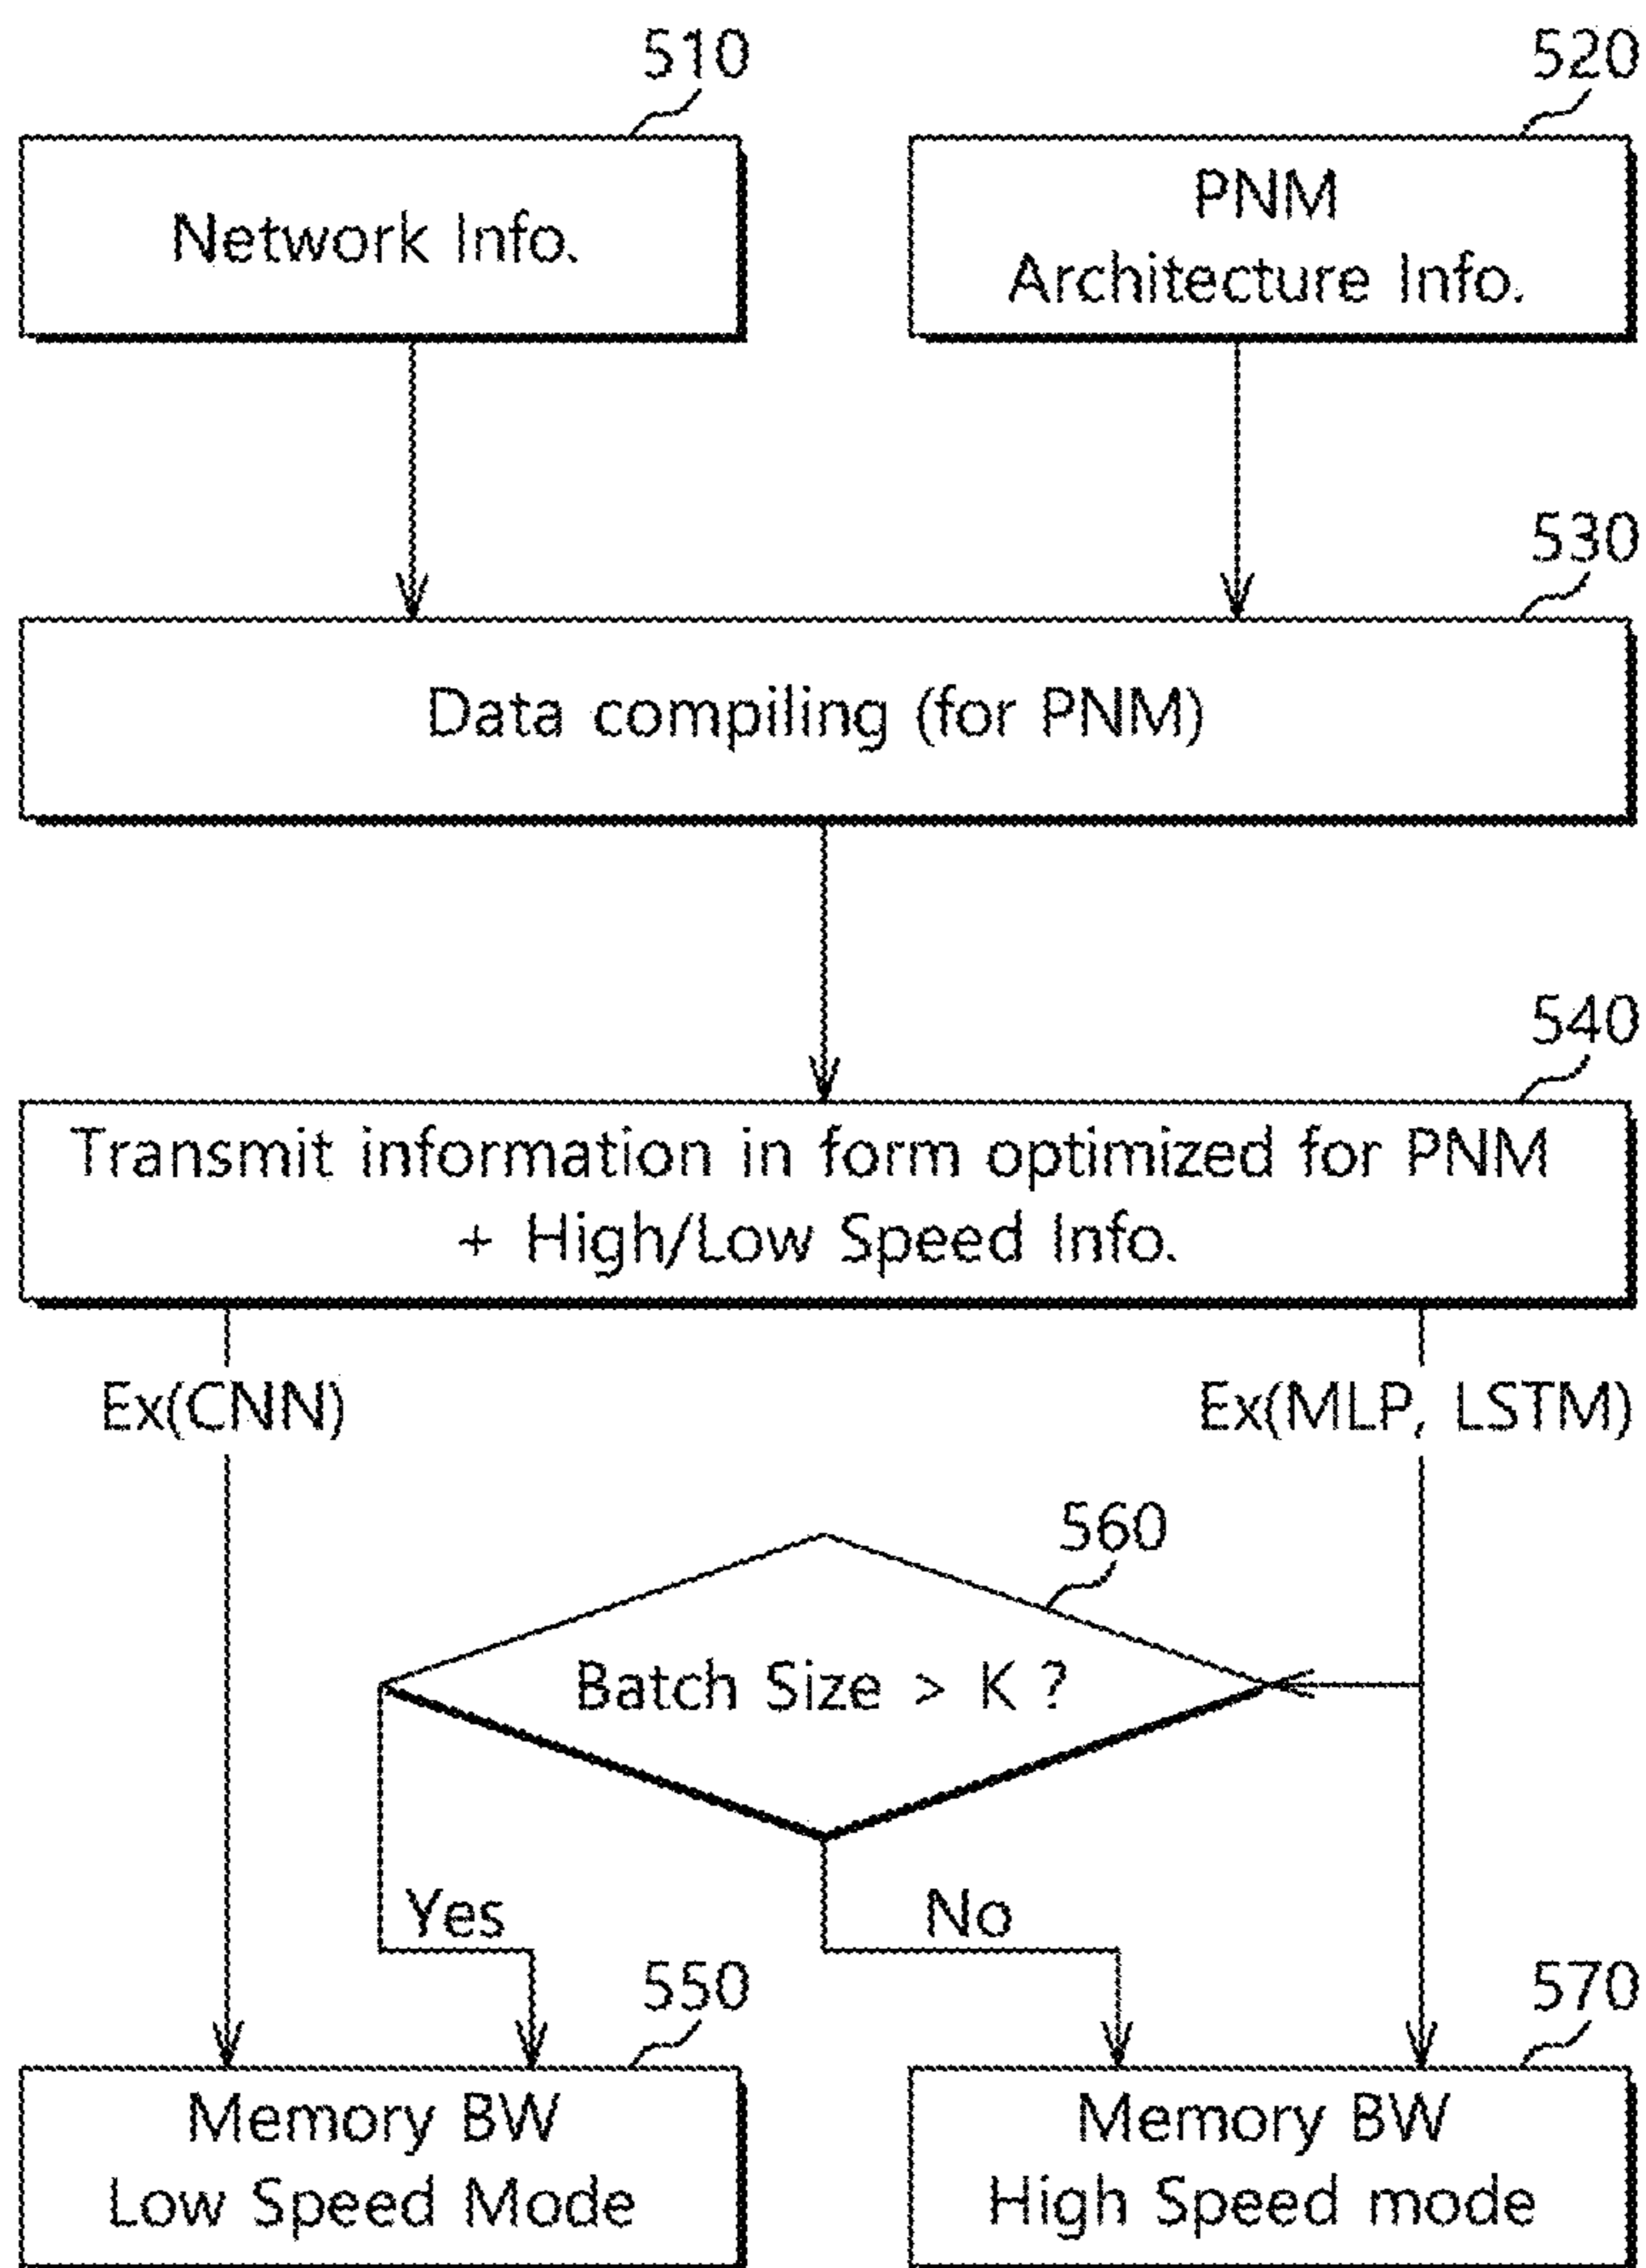 510
520
Network Info.
PNM
Architecture Info.
530
Data compiling (for PNM)
540
Transmit information in form optimized for PNM
+ High/Low Speed Info.
Ex(CNN)
Ex(MLP, LSTM)
560
Batch Size > K ?
Yes
No
550
570
Memory BW
Low Speed Mode
Memory BW
High Speed mode